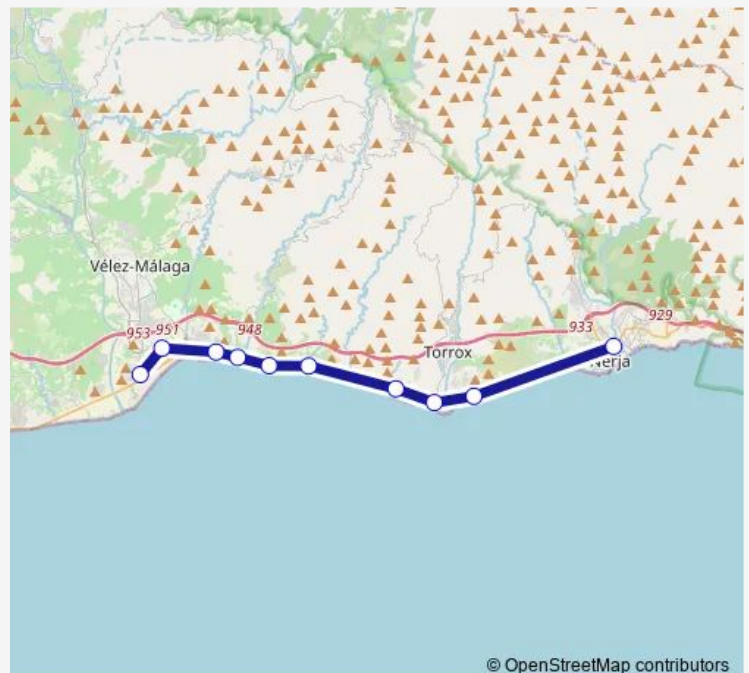 Vélez-Málaga
953
951
948
933
929
Torrox
Nerja
© OpenStreetMap contributors